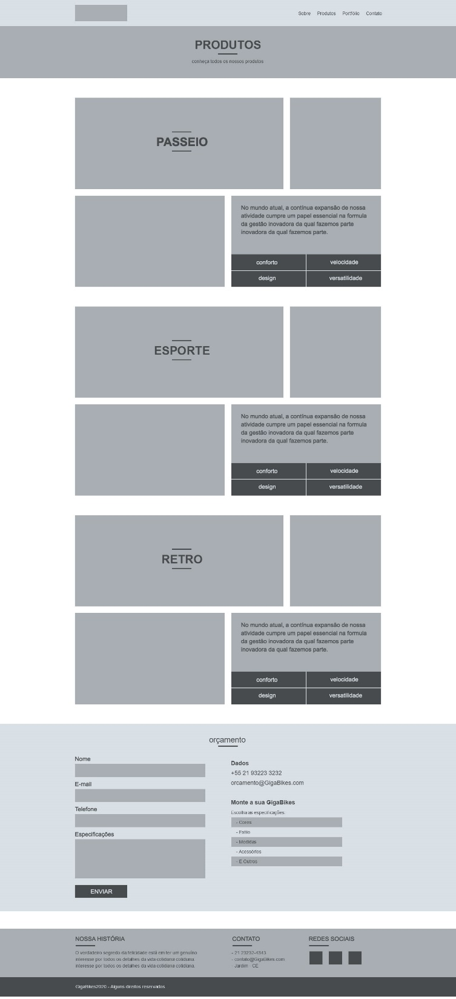 Sobre Produtos Portfólio Contato
PRODUTOS
conheça todos os nossos produtos
PASSEIO
No mundo atual, a contínua expansão de nossa
atividade cumpre um papel essencial na formula
da gestão inovadora da qual fazemos parte
inovadora da qual fazemos parte.
conforto velocidade
design versatilidade
ESPORTE
No mundo atual, a contínua expansão de nossa
atividade cumpre um papel essencial na formula
da gestão inovadora da qual fazemos parte
inovadora da qual fazemos parte.
conforto velocidade
design versatilidade
RETRO
No mundo atual, a contínua expansão de nossa
atividade cumpre um papel essencial na formula
da gestão inovadora da qual fazemos parte
inovadora da qual fazemos parte.
conforto velocidade
design versatilidade
orçamento
Nome
E-mail
Telefone
Especificações
ENVIAR
Dados
+55 21 93223 3232
orcamento@GigaBikes.com
Monte a sua GigaBikes
Escolha as especificações.
- Cores
- Estilo
- Medidas
- Acessórios
- E Outros
NOSSA HISTÓRIA
O verdadeiro segredo da felicidade está em ter um genuíno
interesse por todos os detalhes da vida cotidiana cotidiana.
interesse por todos os detalhes da vida cotidiana cotidiana.
CONTATO
- 21 23232-4343
- contato@GigaBikes.com
- Jardim - CE
REDES SOCIAIS
GigaBikes2020 - Alguns direitos reservados